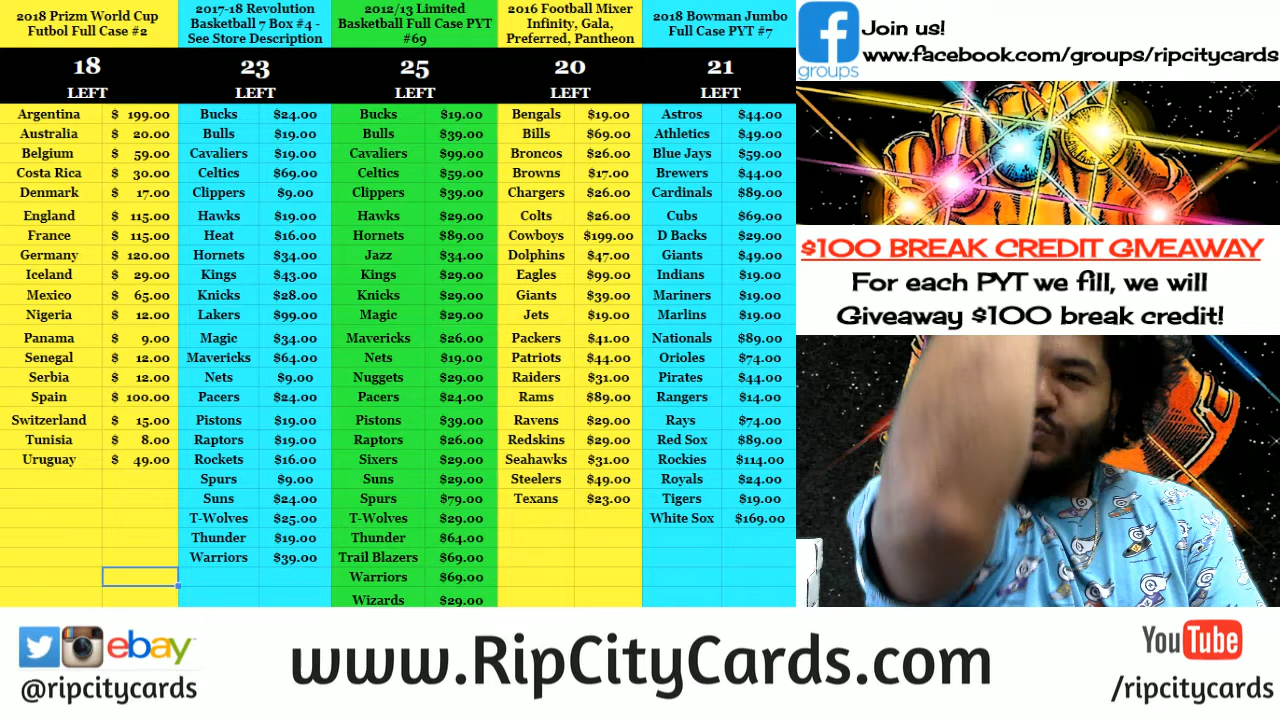 2018 Prizm World Cup
Futbol Full Case #2
18
LEFT
Argentina $ 199.00
Australia $ 20.00
Belgium $ 59.00
Costa Rica $ 30.00
Denmark $ 17.00
England $ 115.00
France $ 115.00
Germany $ 120.00
Iceland $ 29.00
Mexico $ 65.00
Nigeria $ 12.00
Panama $ 9.00
Senegal $ 12.00
Serbia $ 12.00
Spain $ 100.00
Switzerland $ 15.00
Tunisia $ 8.00
Uruguay $ 49.00
2017-18 Revolution
Basketball 7 Box #4 -
See Store Description
23
LEFT
Bucks $24.00
Bulls $19.00
Cavaliers $19.00
Celtics $69.00
Clippers $9.00
Hawks $19.00
Heat $16.00
Hornets $34.00
Kings $43.00
Knicks $28.00
Lakers $99.00
Magic $34.00
Mavericks $64.00
Nets $9.00
Pacers $24.00
Pistons $19.00
Raptors $19.00
Rockets $16.00
Spurs $9.00
Suns $24.00
T-Wolves $25.00
Thunder $19.00
Warriors $39.00
2012/13 Limited
Basketball Full Case PYT
#69
25
LEFT
Bucks $19.00
Bulls $39.00
Cavaliers $99.00
Celtics $59.00
Clippers $39.00
Hawks $29.00
Hornets $89.00
Jazz $34.00
Kings $29.00
Knicks $29.00
Magic $29.00
Mavericks $26.00
Nets $19.00
Nuggets $29.00
Pacers $24.00
Pistons $39.00
Raptors $26.00
Sixers $29.00
Suns $29.00
Spurs $79.00
T-Wolves $29.00
Thunder $64.00
Trail Blazers $69.00
Warriors $69.00
Wizards $29.00
2016 Football Mixer
Infinity, Gala,
Preferred, Pantheon
20
LEFT
Bengals $19.00
Bills $69.00
Broncos $26.00
Browns $17.00
Chargers $26.00
Colts $26.00
Cowboys $199.00
Dolphins $47.00
Eagles $99.00
Giants $39.00
Jets $19.00
Packers $41.00
Patriots $44.00
Raiders $31.00
Rams $89.00
Ravens $29.00
Redskins $29.00
Seahawks $31.00
Steelers $49.00
Texans $23.00
2018 Bowman Jumbo
Full Case PYT #7
21
LEFT
Astros $44.00
Athletics $49.00
Blue Jays $59.00
Brewers $44.00
Cardinals $89.00
Cubs $69.00
D Backs $29.00
Giants $49.00
Indians $19.00
Mariners $19.00
Marlins $19.00
Nationals $89.00
Orioles $74.00
Pirates $44.00
Rangers $14.00
Rays $74.00
Red Sox $89.00
Rockies $114.00
Royals $24.00
Tigers $19.00
White Sox $169.00
groups
Join us!
www.facebook.com/groups/ripcitycards
$100 BREAK CREDIT GIVEAWAY
For each PYT we fill, we will
Giveaway $100 break credit!
ebay
@ripcitycards
www.RipCityCards.com
YouTube
/ripcitycards